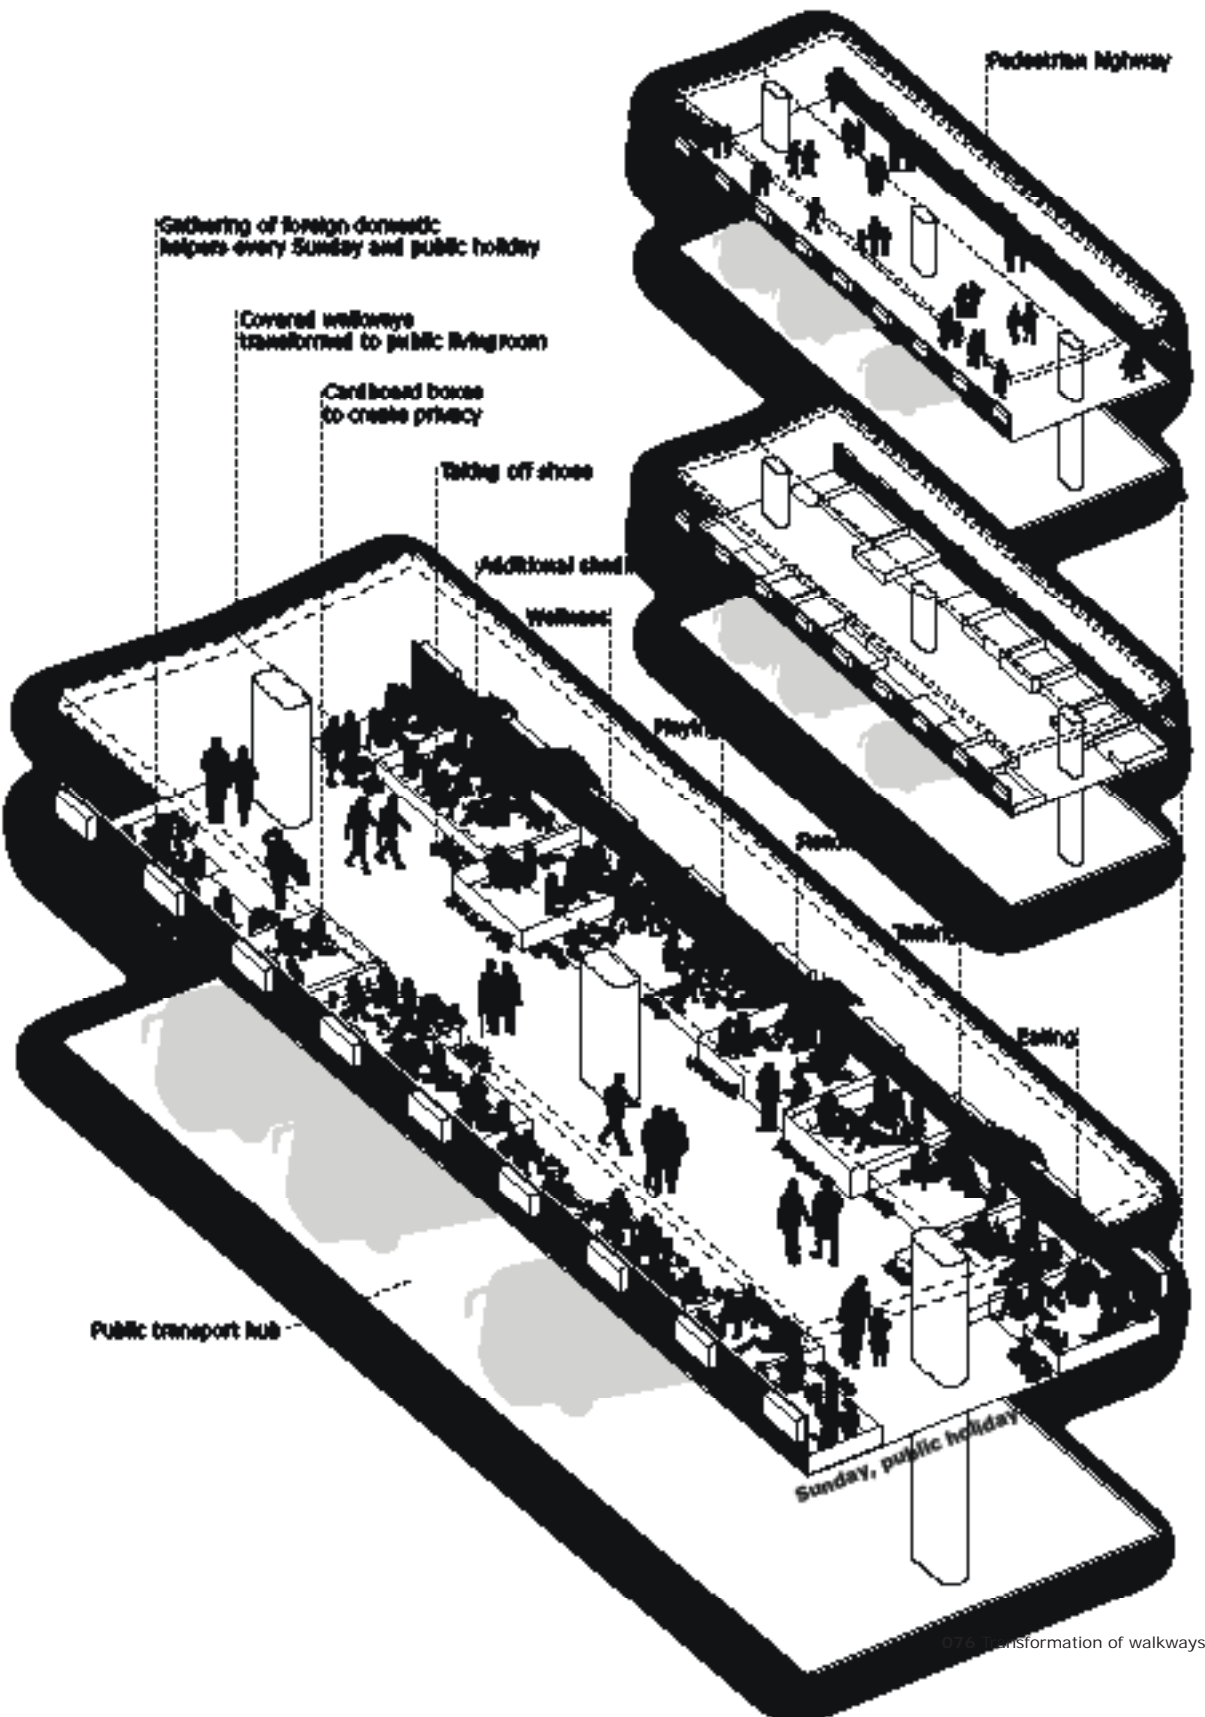 Pedestrian highway
Gathering of foreign domestic
helpers every Sunday and public holiday
Covered walkways
transformed to public livingroom
Cardboard boxes
to create privacy
Taking off shoes
Additional
Wellness
Eating
Public transport hub
Sunday, public holiday
076 Transformation of walkways